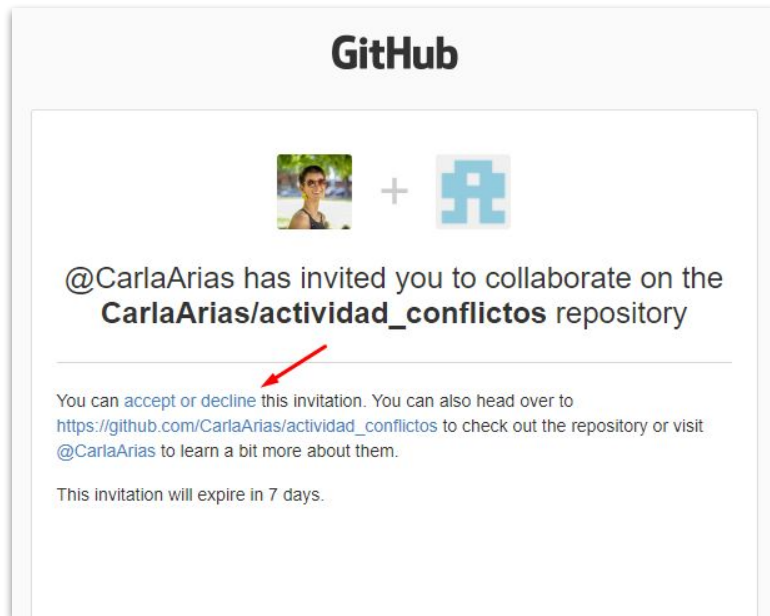 GitHub
@CarlaArias has invited you to collaborate on the
CarlaArias/actividad_conflictos repository
You can accept or decline this invitation. You can also head over to
https://github.com/CarlaArias/actividad_conflictos to check out the repository or visit
@CarlaArias to learn a bit more about them.
This invitation will expire in 7 days.